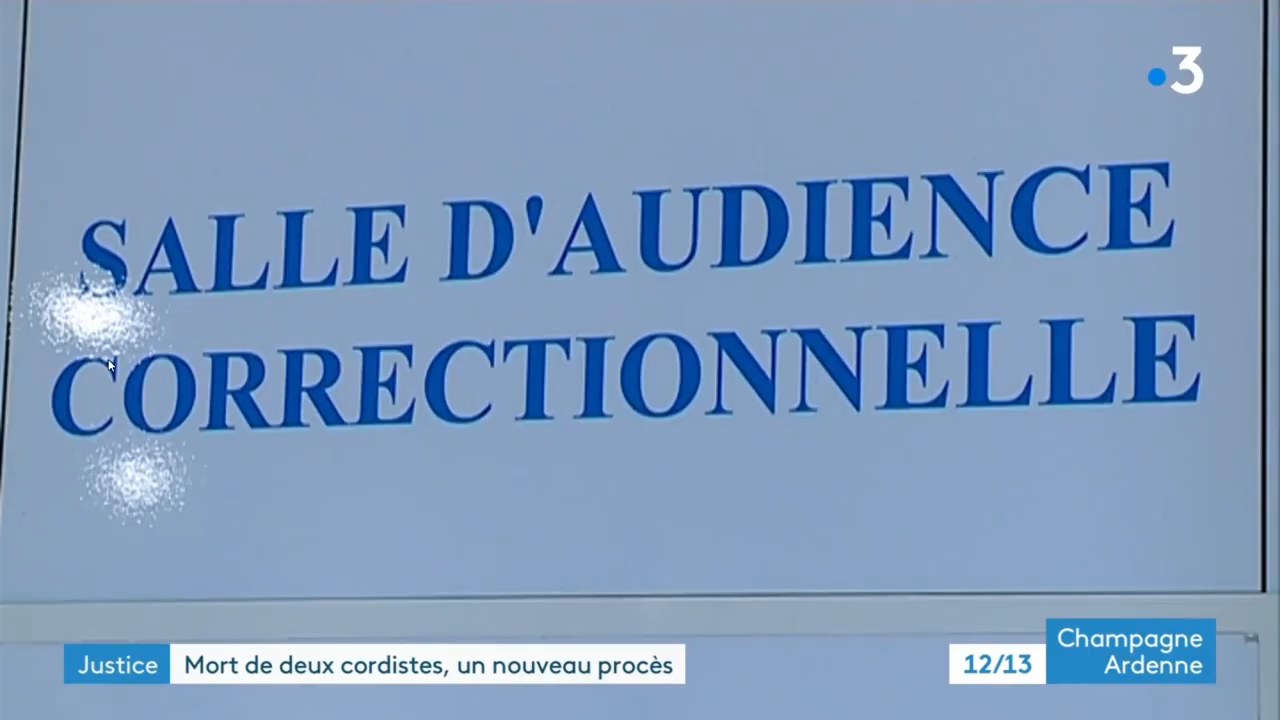 3
SALLE D'AUDIENCE
CORRECTIONNELLE
Justice
Mort de deux cordistes, un nouveau procès
12/13
Champagne
Ardenne